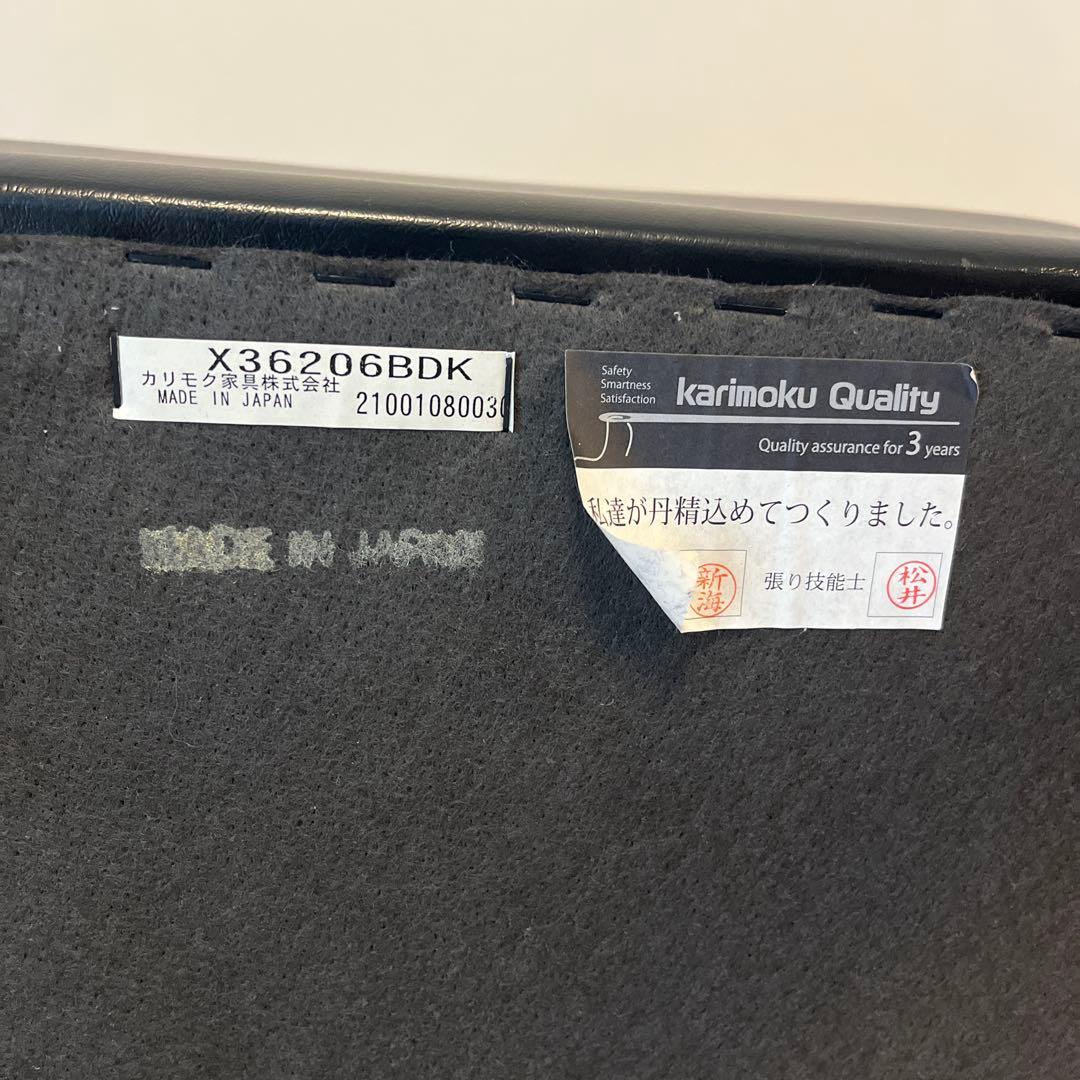 X36206BDK
カリモク家具株式会社
MADE IN JAPAN
2100108003
Safety
Smartness
Satisfaction
karimoku Quality
Quality assurance for 3 years
私達が丹精込めてつくりました。
新海
張り技能士
松井
MADE IN JAPAN